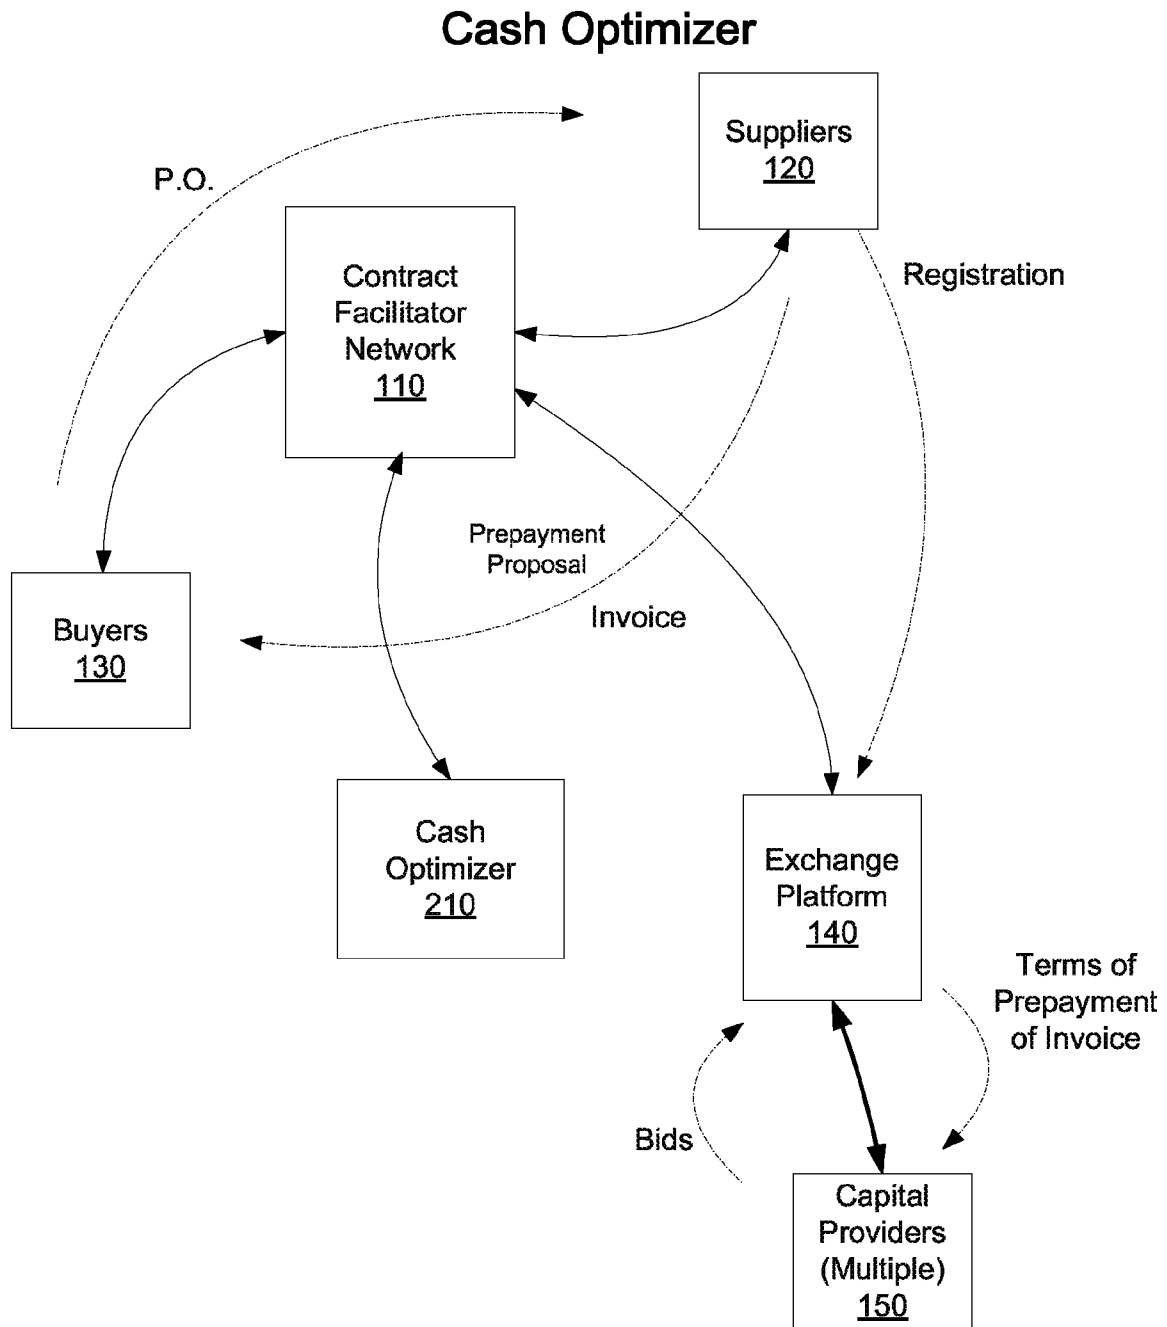 Cash Optimizer
Suppliers
120
P.O.
Contract
Facilitator
Network
110
Registration
Prepayment
Proposal
Invoice
Buyers
130
Cash
Optimizer
210
Exchange
Platform
140
Terms of
Prepayment
of Invoice
Bids
Capital
Providers
(Multiple)
150